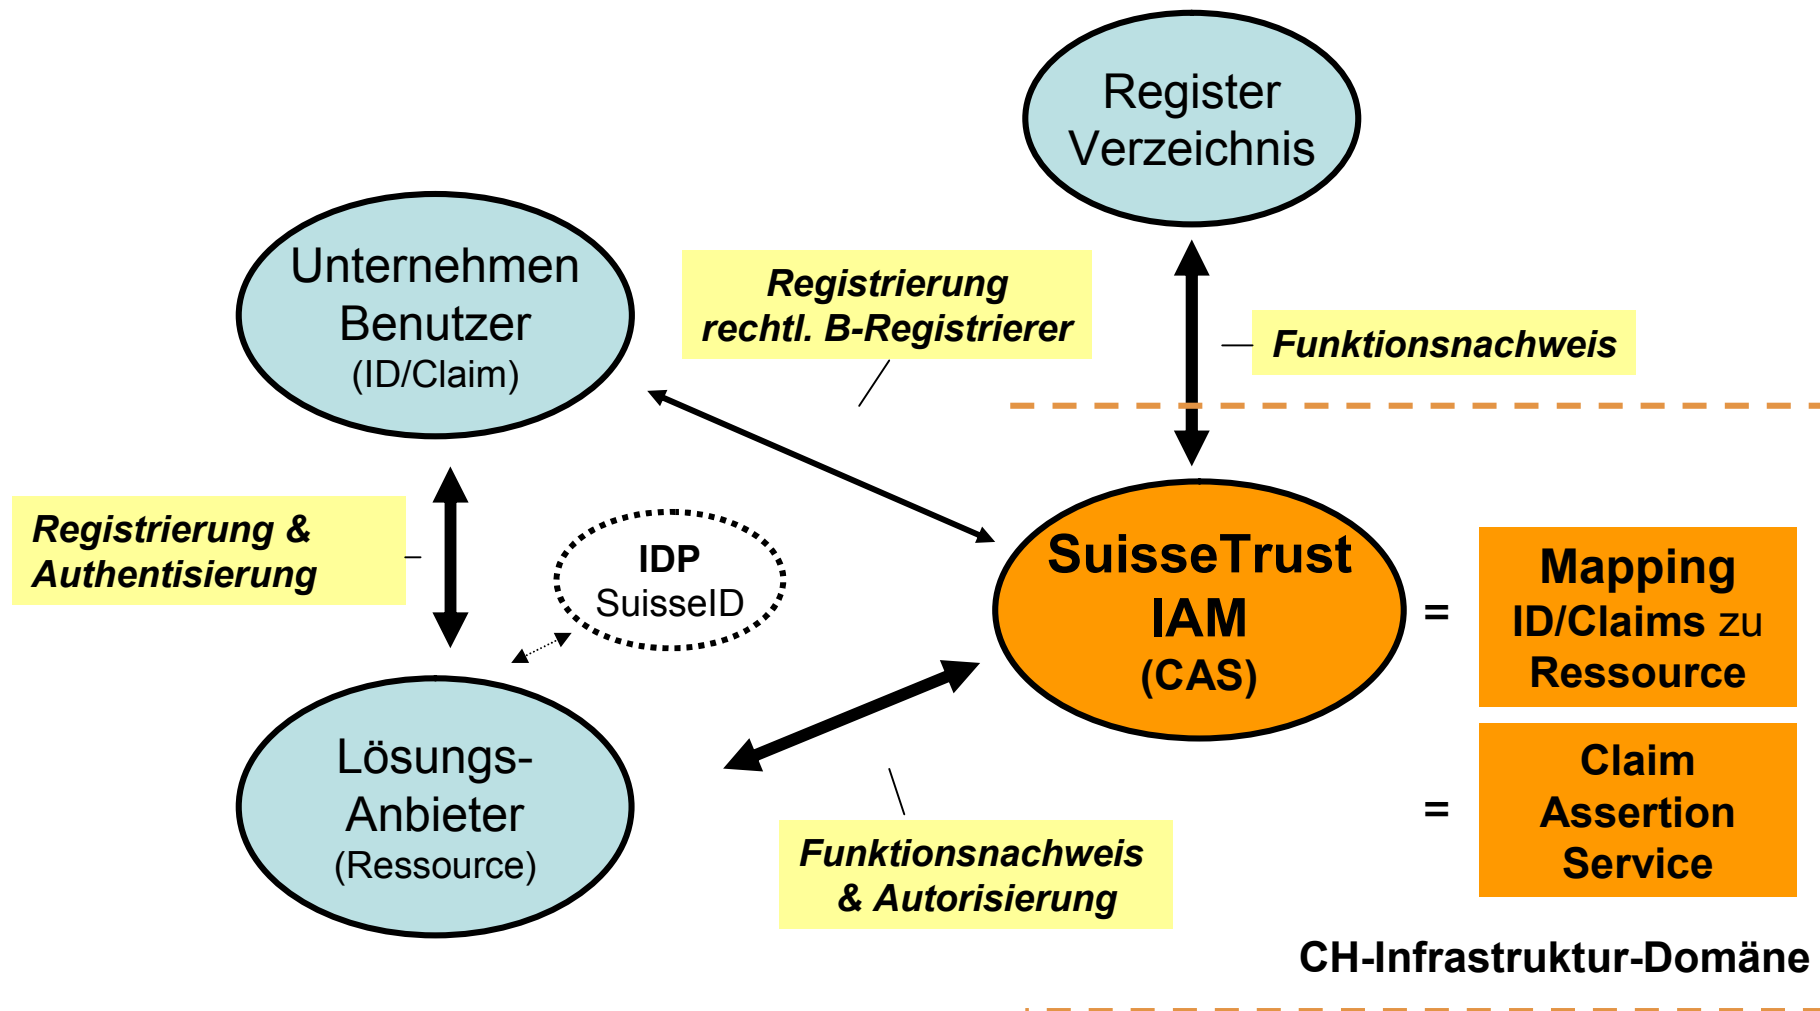 Register
Verzeichnis
Unternehmen
Benutzer
(ID/Claim)
Registrierung
rechtl. B-Registrierer
Funktionsnachweis
Registrierung &
Authentisierung
IDP
SuisseID
SuisseTrust
IAM
(CAS)
=
Mapping
ID/Claims zu
Ressource
Lösungs-
Anbieter
(Ressource)
Funktionsnachweis
& Autorisierung
=
Claim
Assertion
Service
CH-Infrastruktur-Domäne